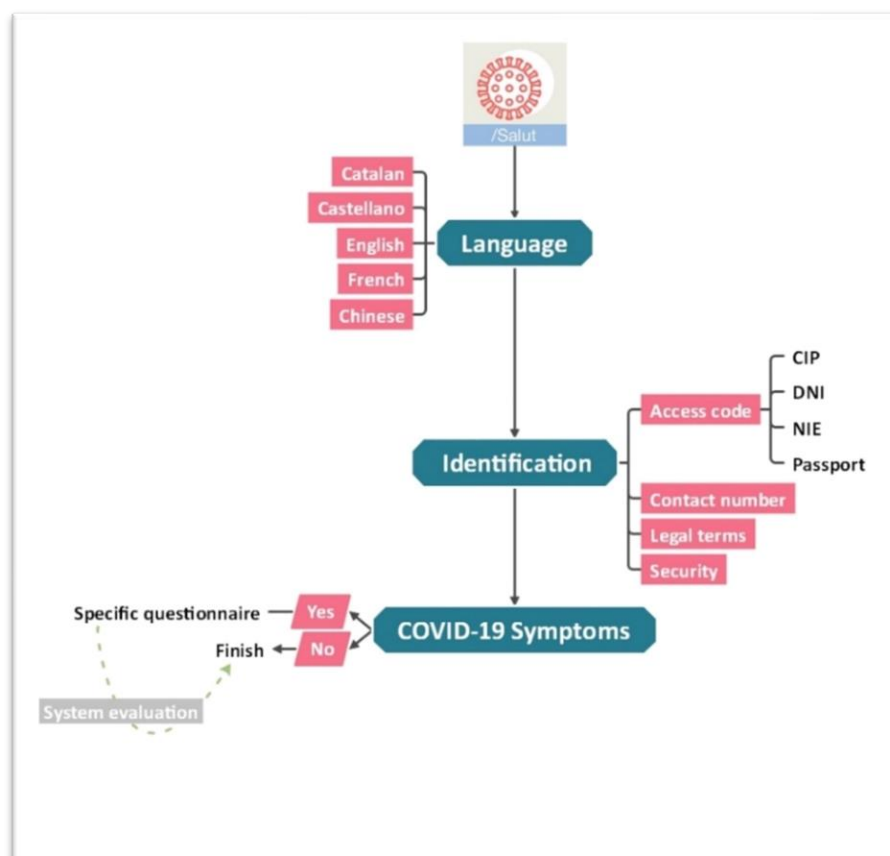 /Salut
Catalan
Castellano
English
French
Chinese
Language
CIP
DNI
NIE
Passport
Access code
Identification
Contact number
Legal terms
Security
Specific questionnaire
Yes
COVID-19 Symptoms
Finish
No
System evaluation